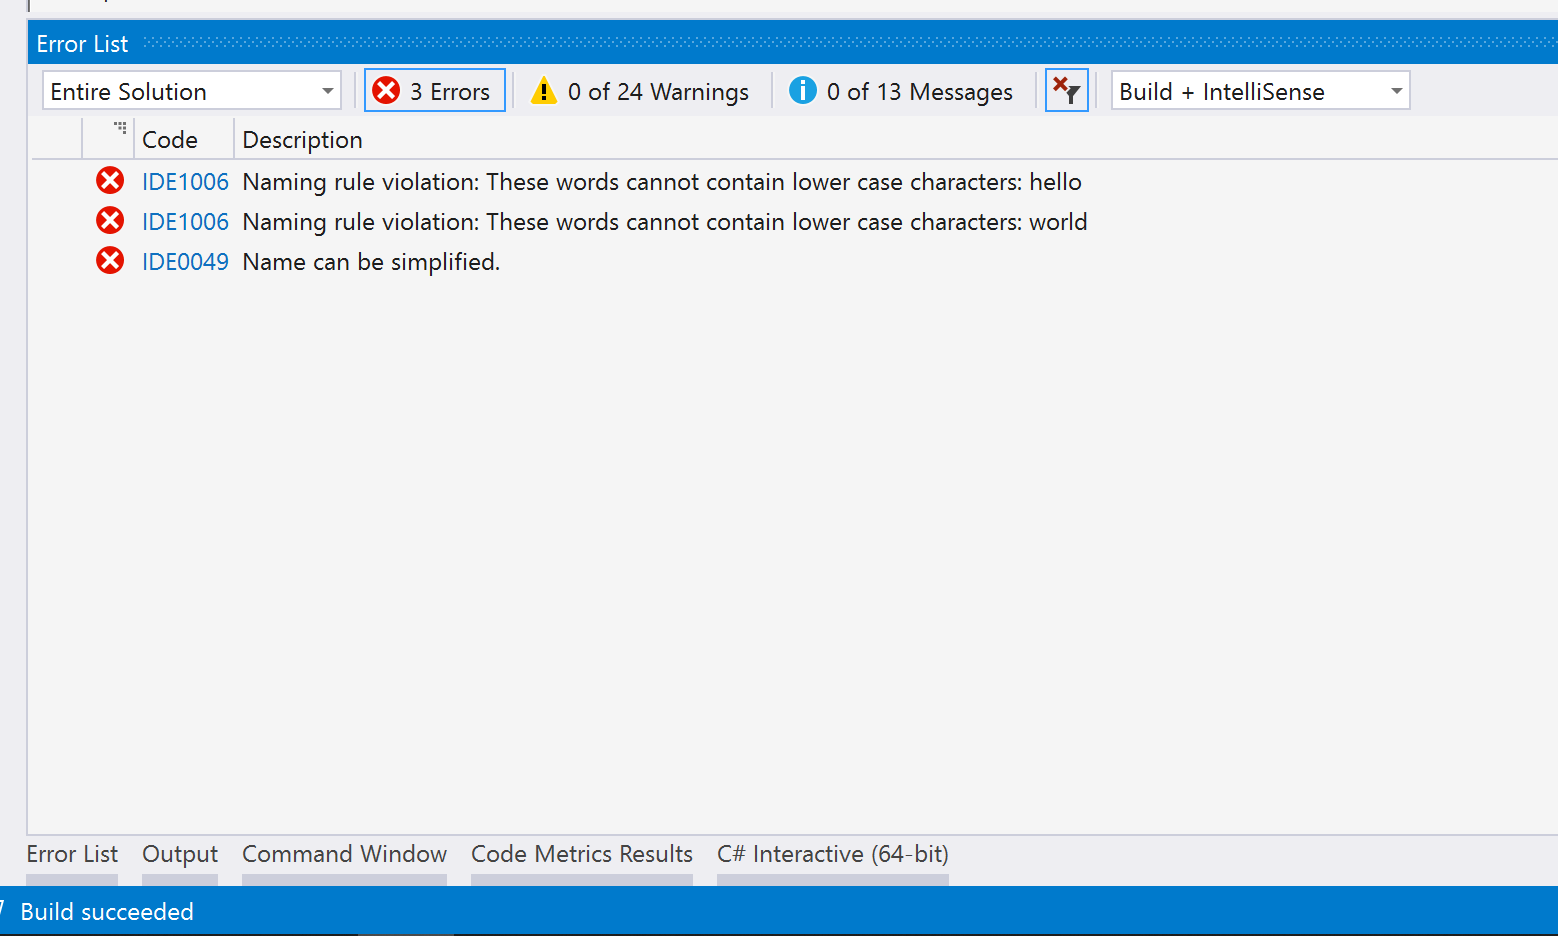 Error List
Entire Solution 3 Errors 0 of 24 Warnings 0 of 13 Messages Build + IntelliSense
Code Description
IDE1006 Naming rule violation: These words cannot contain lower case characters: hello
IDE1006 Naming rule violation: These words cannot contain lower case characters: world
IDE0049 Name can be simplified.
Error List Output Command Window Code Metrics Results C# Interactive (64-bit)
Build succeeded